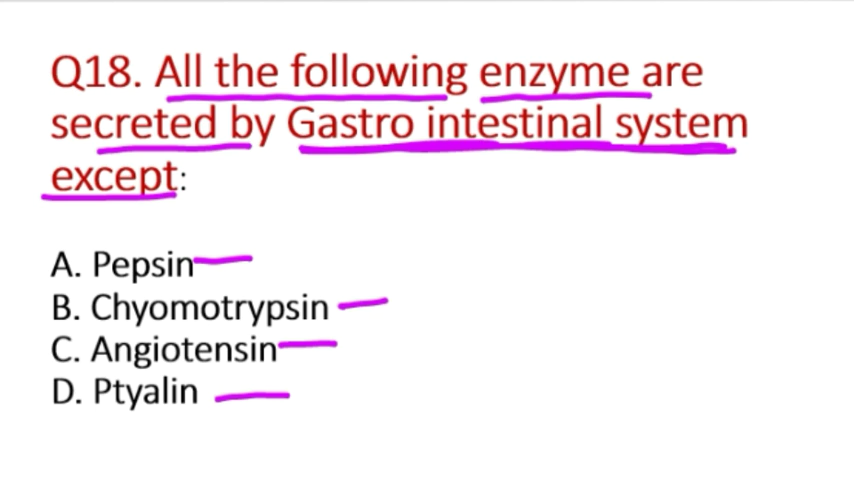 Q18. All the following enzyme are
secreted by Gastro intestinal system
except:
A. Pepsin
B. Chyomotrypsin
C. Angiotensin
D. Ptyalin